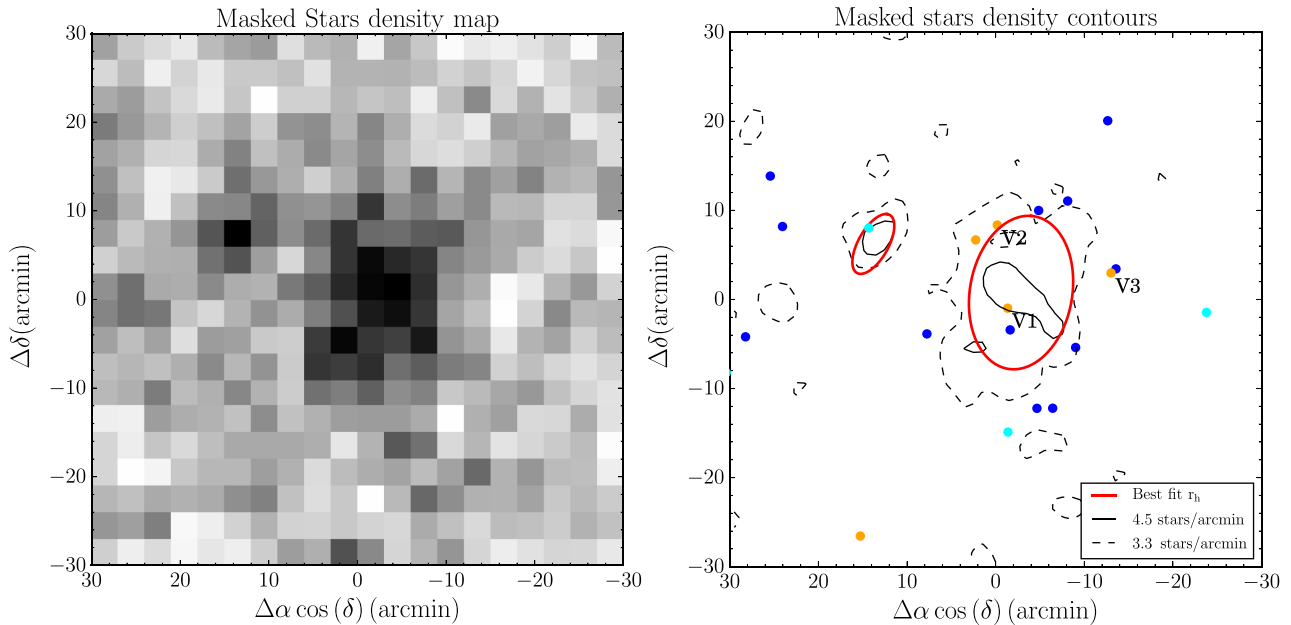 Masked Stars density map
30
20
10
0
−10
−20
−30
30
20
10
0
−10
−20
−30
Δα cos (δ) (arcmin)
Δδ(arcmin)
Masked stars density contours
30
20
10
0
−10
−20
−30
30
20
10
0
−10
−20
−30
Δα cos (δ) (arcmin)
Δδ(arcmin)
V2
V3
V1
Best fit rₕ
4.5 stars/arcmin
3.3 stars/arcmin